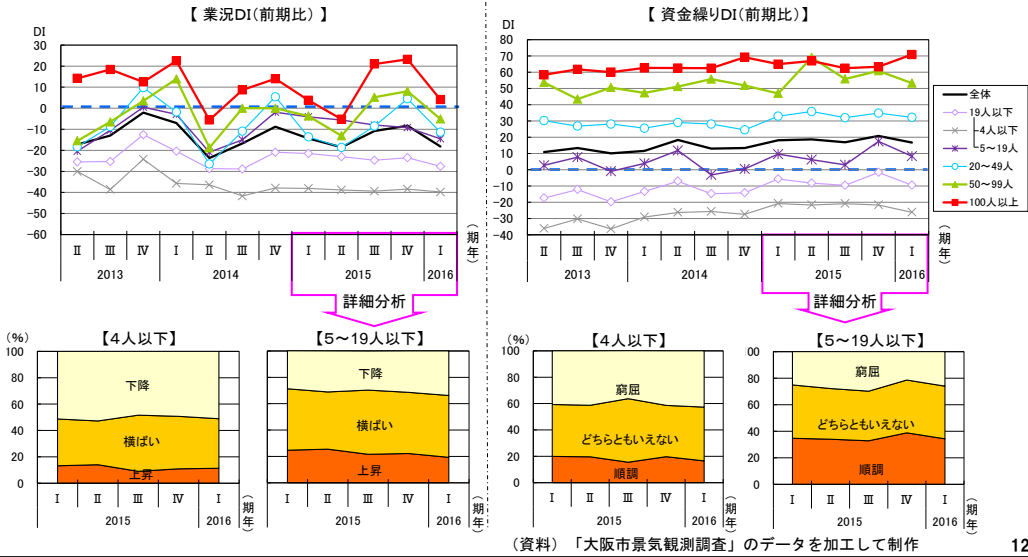 【 業況DI(前期比) 】
DI
30
20
10
0
−10
−20
−30
−40
−50
−60
Ⅱ Ⅲ Ⅳ Ⅰ Ⅱ Ⅲ Ⅳ Ⅰ Ⅱ Ⅲ Ⅳ Ⅰ
2013 2014 2015 2016
(期年)
詳細分析
【 資金繰りDI(前期比) 】
DI
80
70
60
50
40
30
20
10
0
−10
−20
−30
−40
Ⅱ Ⅲ Ⅳ Ⅰ Ⅱ Ⅲ Ⅳ Ⅰ Ⅱ Ⅲ Ⅳ Ⅰ
2013 2014 2015 2016
(期年)
詳細分析
全体
19人以下
4人以下
5〜19人
20〜49人
50〜99人
100人以上
(%)
【4人以下】
100
80
60
40
20
0
下降
横ばい
上昇
Ⅰ Ⅱ Ⅲ Ⅳ Ⅰ
2015 2016
(期年)
【5〜19人以下】
下降
横ばい
上昇
Ⅰ Ⅱ Ⅲ Ⅳ Ⅰ
2015 2016
(期年)
(%)
【4人以下】
100
80
60
40
20
0
窮屈
どちらともいえない
順調
Ⅰ Ⅱ Ⅲ Ⅳ Ⅰ
2015 2016
(期年)
【5〜19人以下】
00
80
60
40
20
0
窮屈
どちらともいえない
順調
Ⅰ Ⅱ Ⅲ Ⅳ Ⅰ
2015 2016
(期年)
(資料) 「大阪市景気観測調査」のデータを加工して制作
12